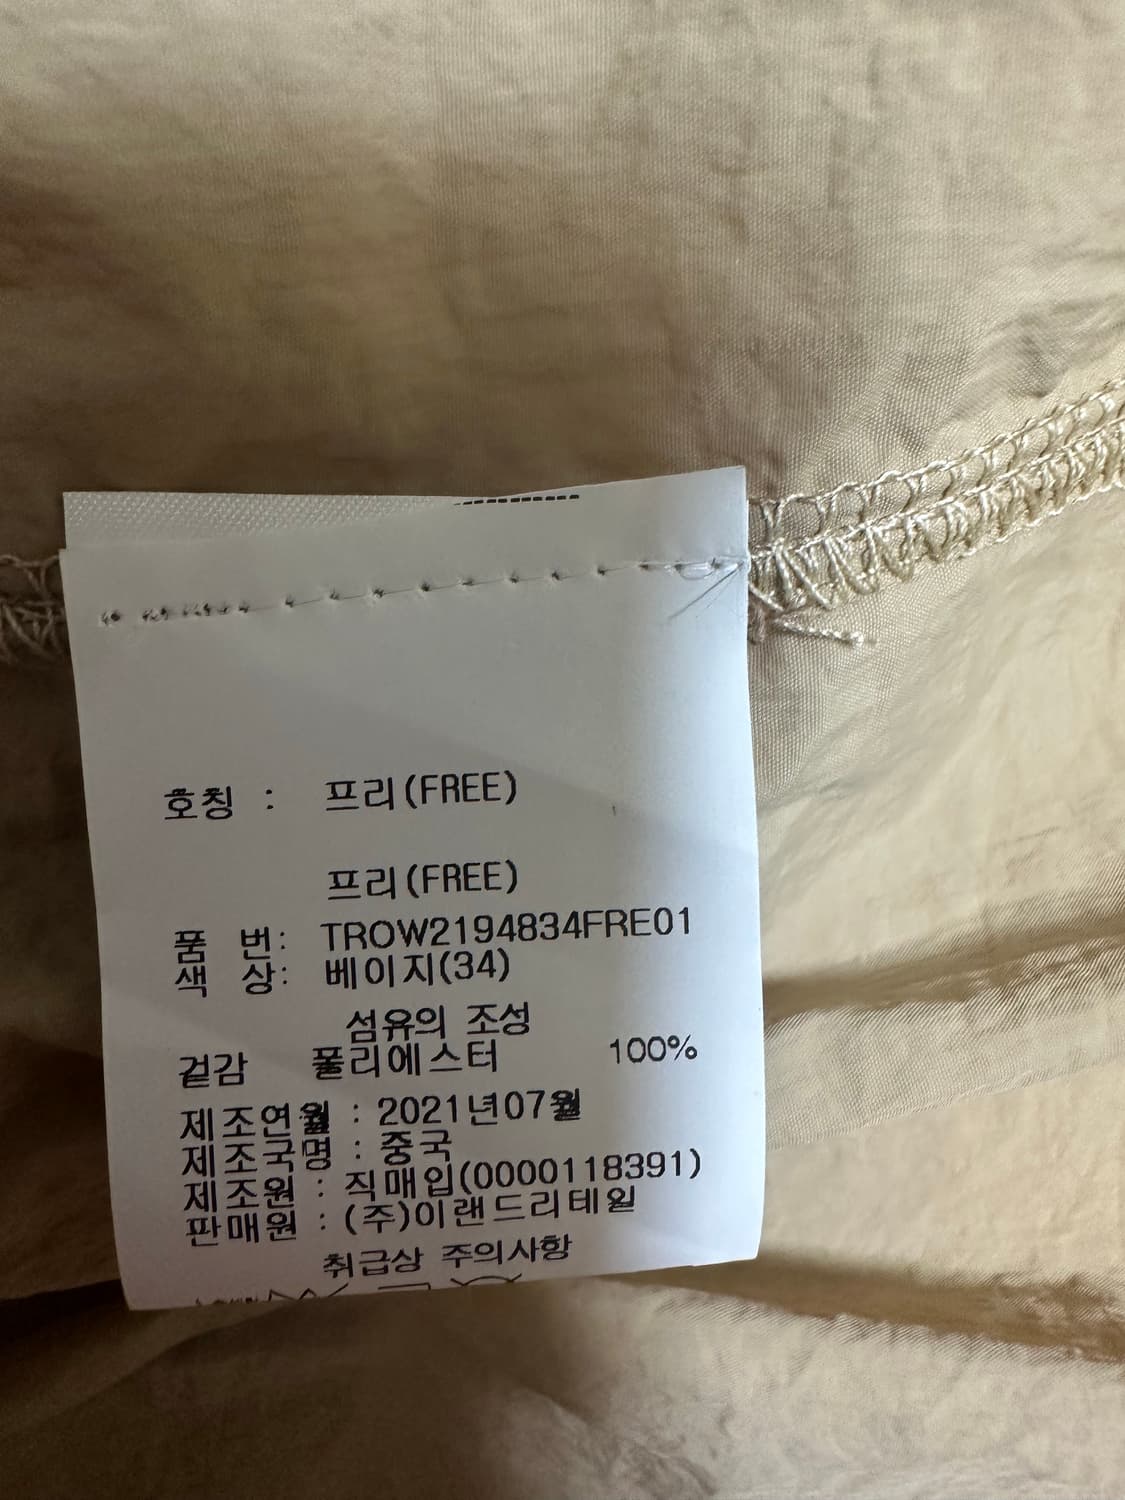 호칭 : 프리(FREE)
프리(FREE)
품 번: TROW2194834FRE01
색 상: 베이지(34)
섬유의 조성
겉감 폴리에스터 100%
제조연월 : 2021년07월
제조국명 : 중국
제조원 : 직매입(0000118391)
판매원 : (주)이랜드리테일
취급상 주의사항